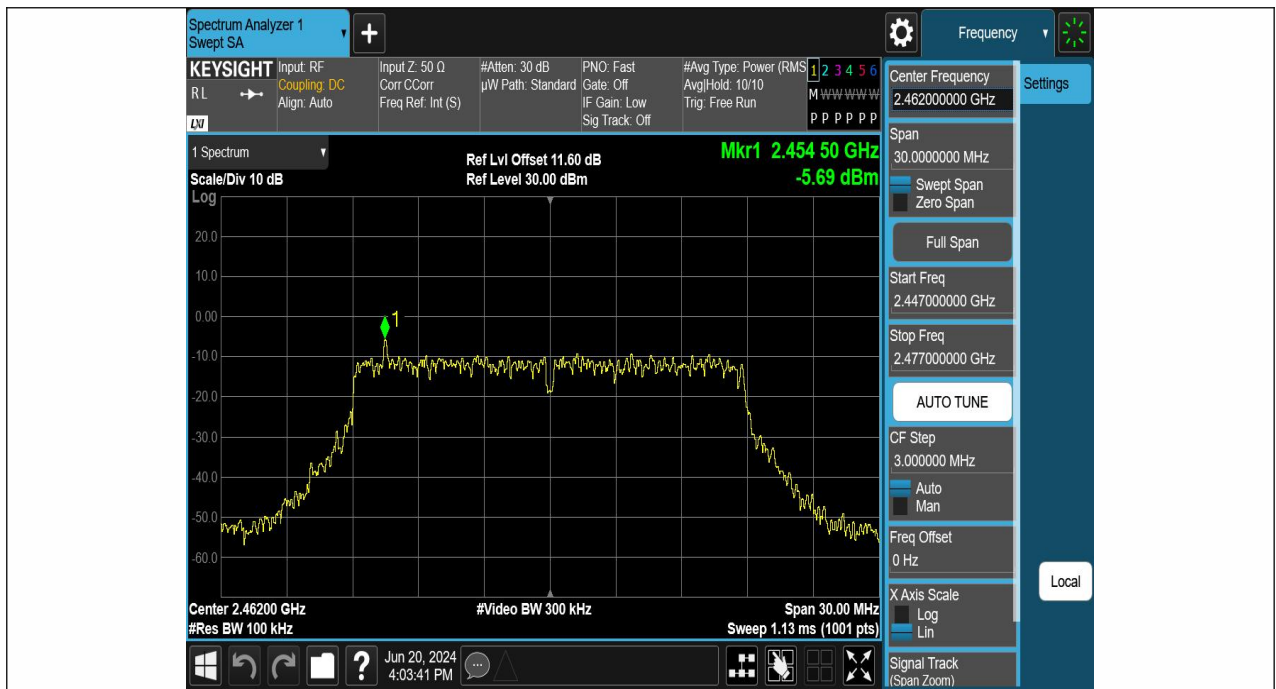 Spectrum Analyzer 1
Swept SA
+
Frequency
KEYSIGHT
RL
LXI
Input: RF
Coupling: DC
Align: Auto
Input Z: 50 Ω
Corr CCorr
Freq Ref: Int (S)
#Atten: 30 dB
µW Path: Standard
PNO: Fast
Gate: Off
IF Gain: Low
Sig Track: Off
#Avg Type: Power (RMS
Avg|Hold: 10/10
Trig: Free Run
1 2 3 4 5 6
M W W W W W
P P P P P P
1 Spectrum
Scale/Div 10 dB
Log
Ref Lvl Offset 11.60 dB
Ref Level 30.00 dBm
Mkr1 2.454 50 GHz
-5.69 dBm
20.0
10.0
0.00
1
-10.0
-20.0
-30.0
-40.0
-50.0
-60.0
Center 2.46200 GHz
#Res BW 100 kHz
#Video BW 300 kHz
Span 30.00 MHz
Sweep 1.13 ms (1001 pts)
?
Jun 20, 2024
4:03:41 PM
Center Frequency
2.462000000 GHz
Span
30.0000000 MHz
Swept Span
Zero Span
Full Span
Start Freq
2.447000000 GHz
Stop Freq
2.477000000 GHz
AUTO TUNE
CF Step
3.000000 MHz
Auto
Man
Freq Offset
0 Hz
X Axis Scale
Log
Lin
Signal Track
(Span Zoom)
Settings
Local